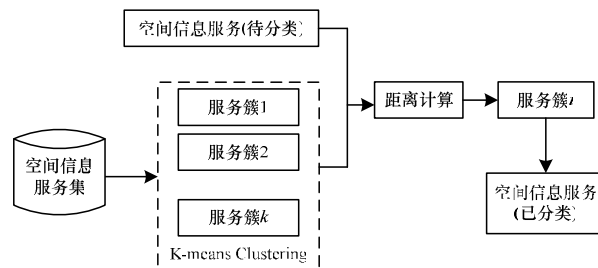 空间信息服务(待分类)
服务簇1
服务簇2
服务簇k
K-means Clustering
空间信息
服务集
距离计算
服务簇i
空间信息服务
(已分类)